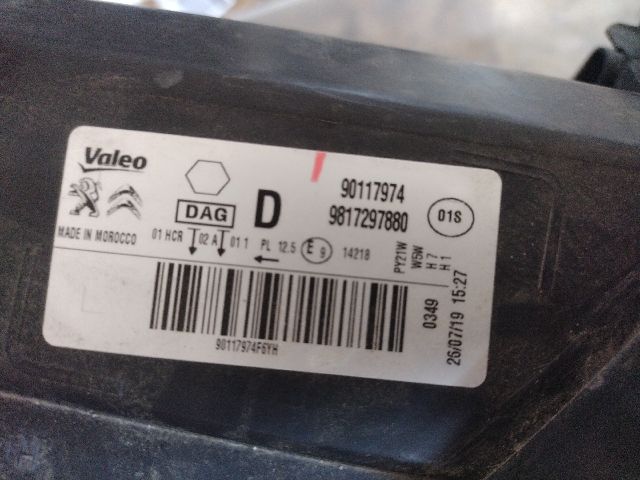 Valeo
90117974
9817297880
01S
DAG
D
MADE IN MOROCCO
01 HCR
02 A
01 1
PL 12.5
E 9
14218
PY21W
W5W
H7
H1
0349
26/07/19 15:27
90117974F6YH